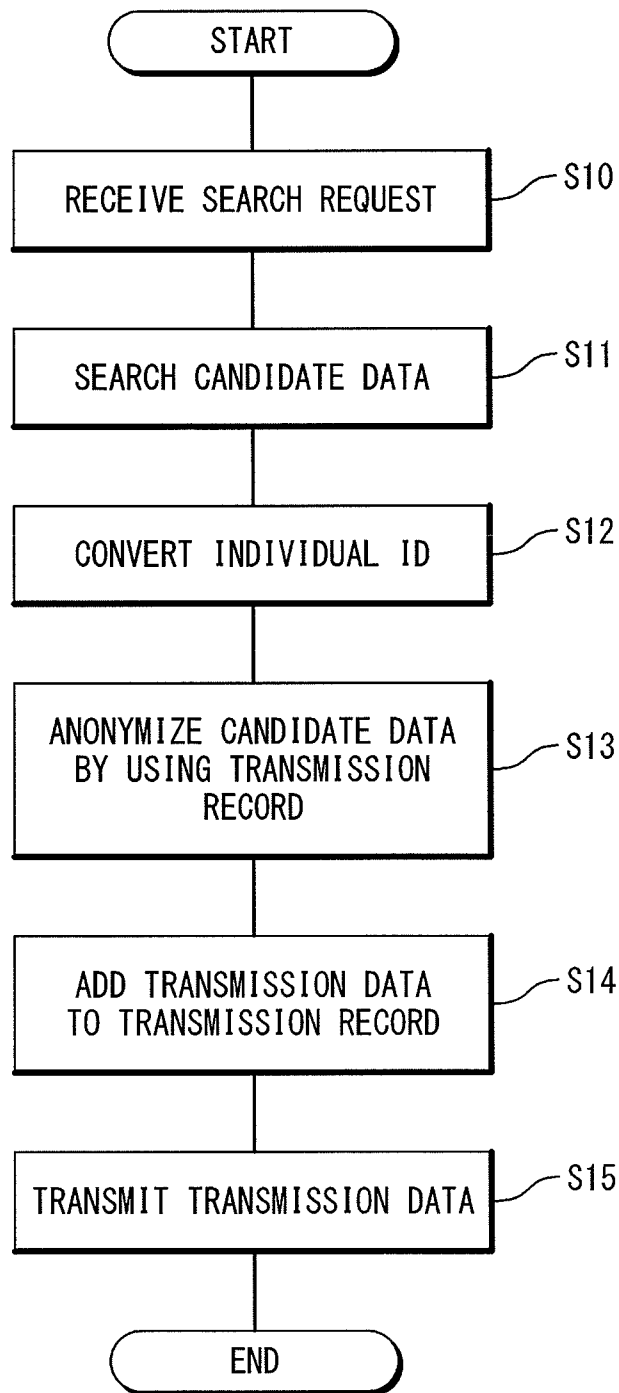 START
RECEIVE SEARCH REQUEST
S10
SEARCH CANDIDATE DATA
S11
CONVERT INDIVIDUAL ID
S12
ANONYMIZE CANDIDATE DATA
BY USING TRANSMISSION
RECORD
S13
ADD TRANSMISSION DATA
TO TRANSMISSION RECORD
S14
TRANSMIT TRANSMISSION DATA
S15
END